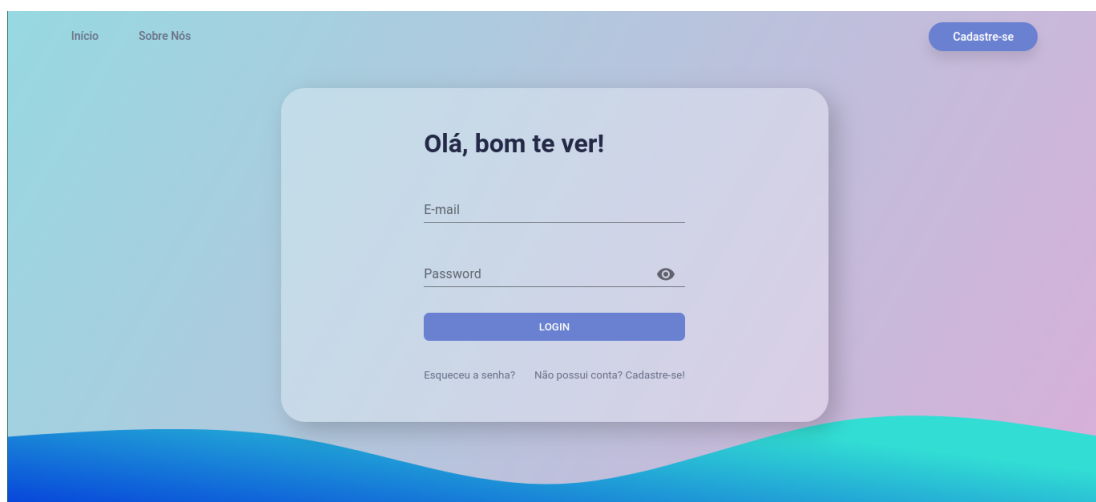 Início Sobre Nós Cadastre-se
Olá, bom te ver!
E-mail
Password
LOGIN
Esqueceu a senha? Não possui conta? Cadastre-se!